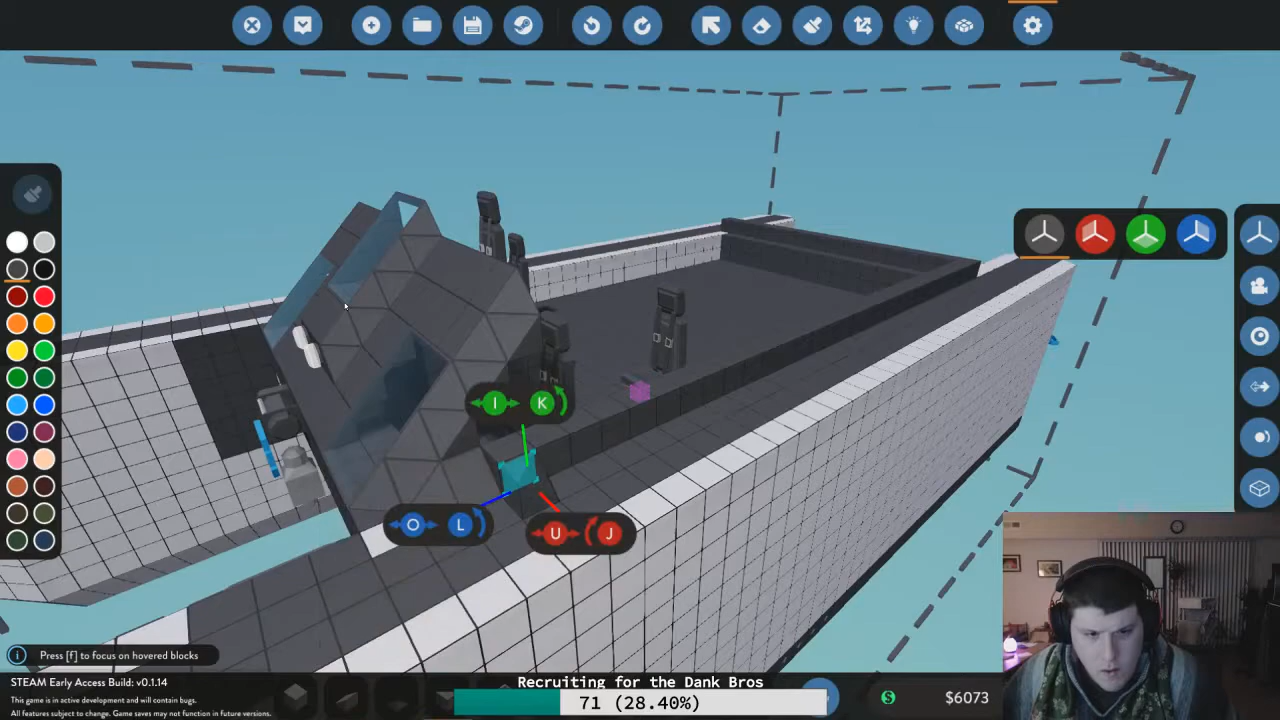 I
K
O
L
U
J
Press [f] to focus on hovered blocks
STEAM Early Access Build: v0.1.14
This game is in active development and will contain bugs.
All features subject to change. Game saves may not function in future versions.
Recruiting for the Dank Bros
71 (28.40%)
$6073